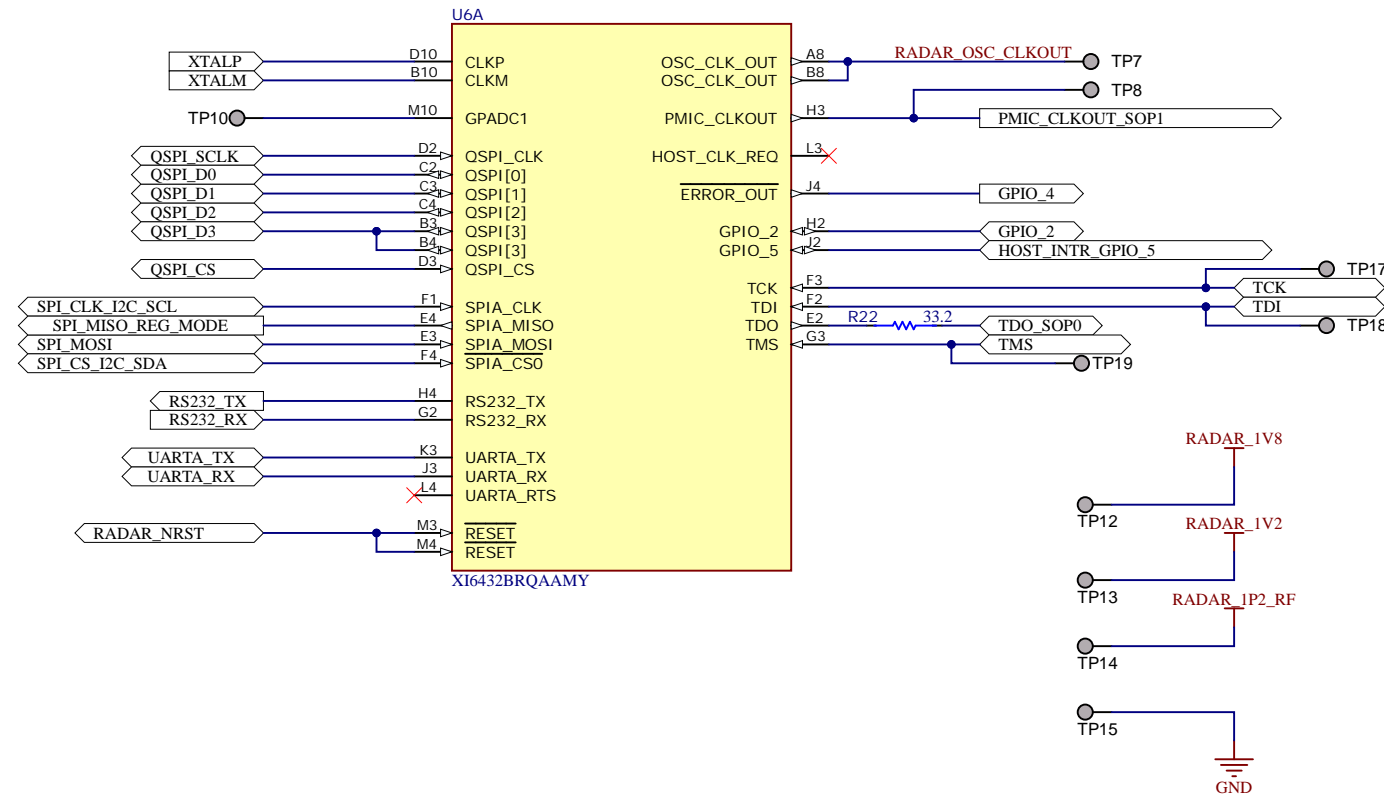 U6A
XTALP D10 CLKP OSC_CLK_OUT A8 RADAR_OSC_CLKOUT TP7
XTALM B10 CLKM OSC_CLK_OUT B8
TP8
TP10 M10 GPADC1 PMIC_CLKOUT H3 PMIC_CLKOUT_SOP1
QSPI_SCLK D2 QSPI_CLK HOST_CLK_REQ L3
QSPI_D0 C2 QSPI[0]
QSPI_D1 C3 QSPI[1] ERROR_OUT J4 GPIO_4
QSPI_D2 C4 QSPI[2]
QSPI_D3 B3 QSPI[3] GPIO_2 H2 GPIO_2
B4 QSPI[3] GPIO_5 J2 HOST_INTR_GPIO_5
QSPI_CS D3 QSPI_CS
TP17
TCK F3 TCK
SPI_CLK_I2C_SCL F1 SPIA_CLK TDI F2 TDI
SPI_MISO_REG_MODE E4 SPIA_MISO TDO E2 R22 33.2 TDO_SOP0 TP18
SPI_MOSI E3 SPIA_MOSI TMS G3 TMS
SPI_CS_I2C_SDA F4 SPIA_CS0 TP19
RS232_TX H4 RS232_TX
RS232_RX G2 RS232_RX
RADAR_1V8
UARTA_TX K3 UARTA_TX
UARTA_RX J3 UARTA_RX
L4 UARTA_RTS
TP12
RADAR_1V2
RADAR_NRST M3 RESET
M4 RESET
XI6432BRQAAMY
TP13
RADAR_1P2_RF
TP14
TP15
GND